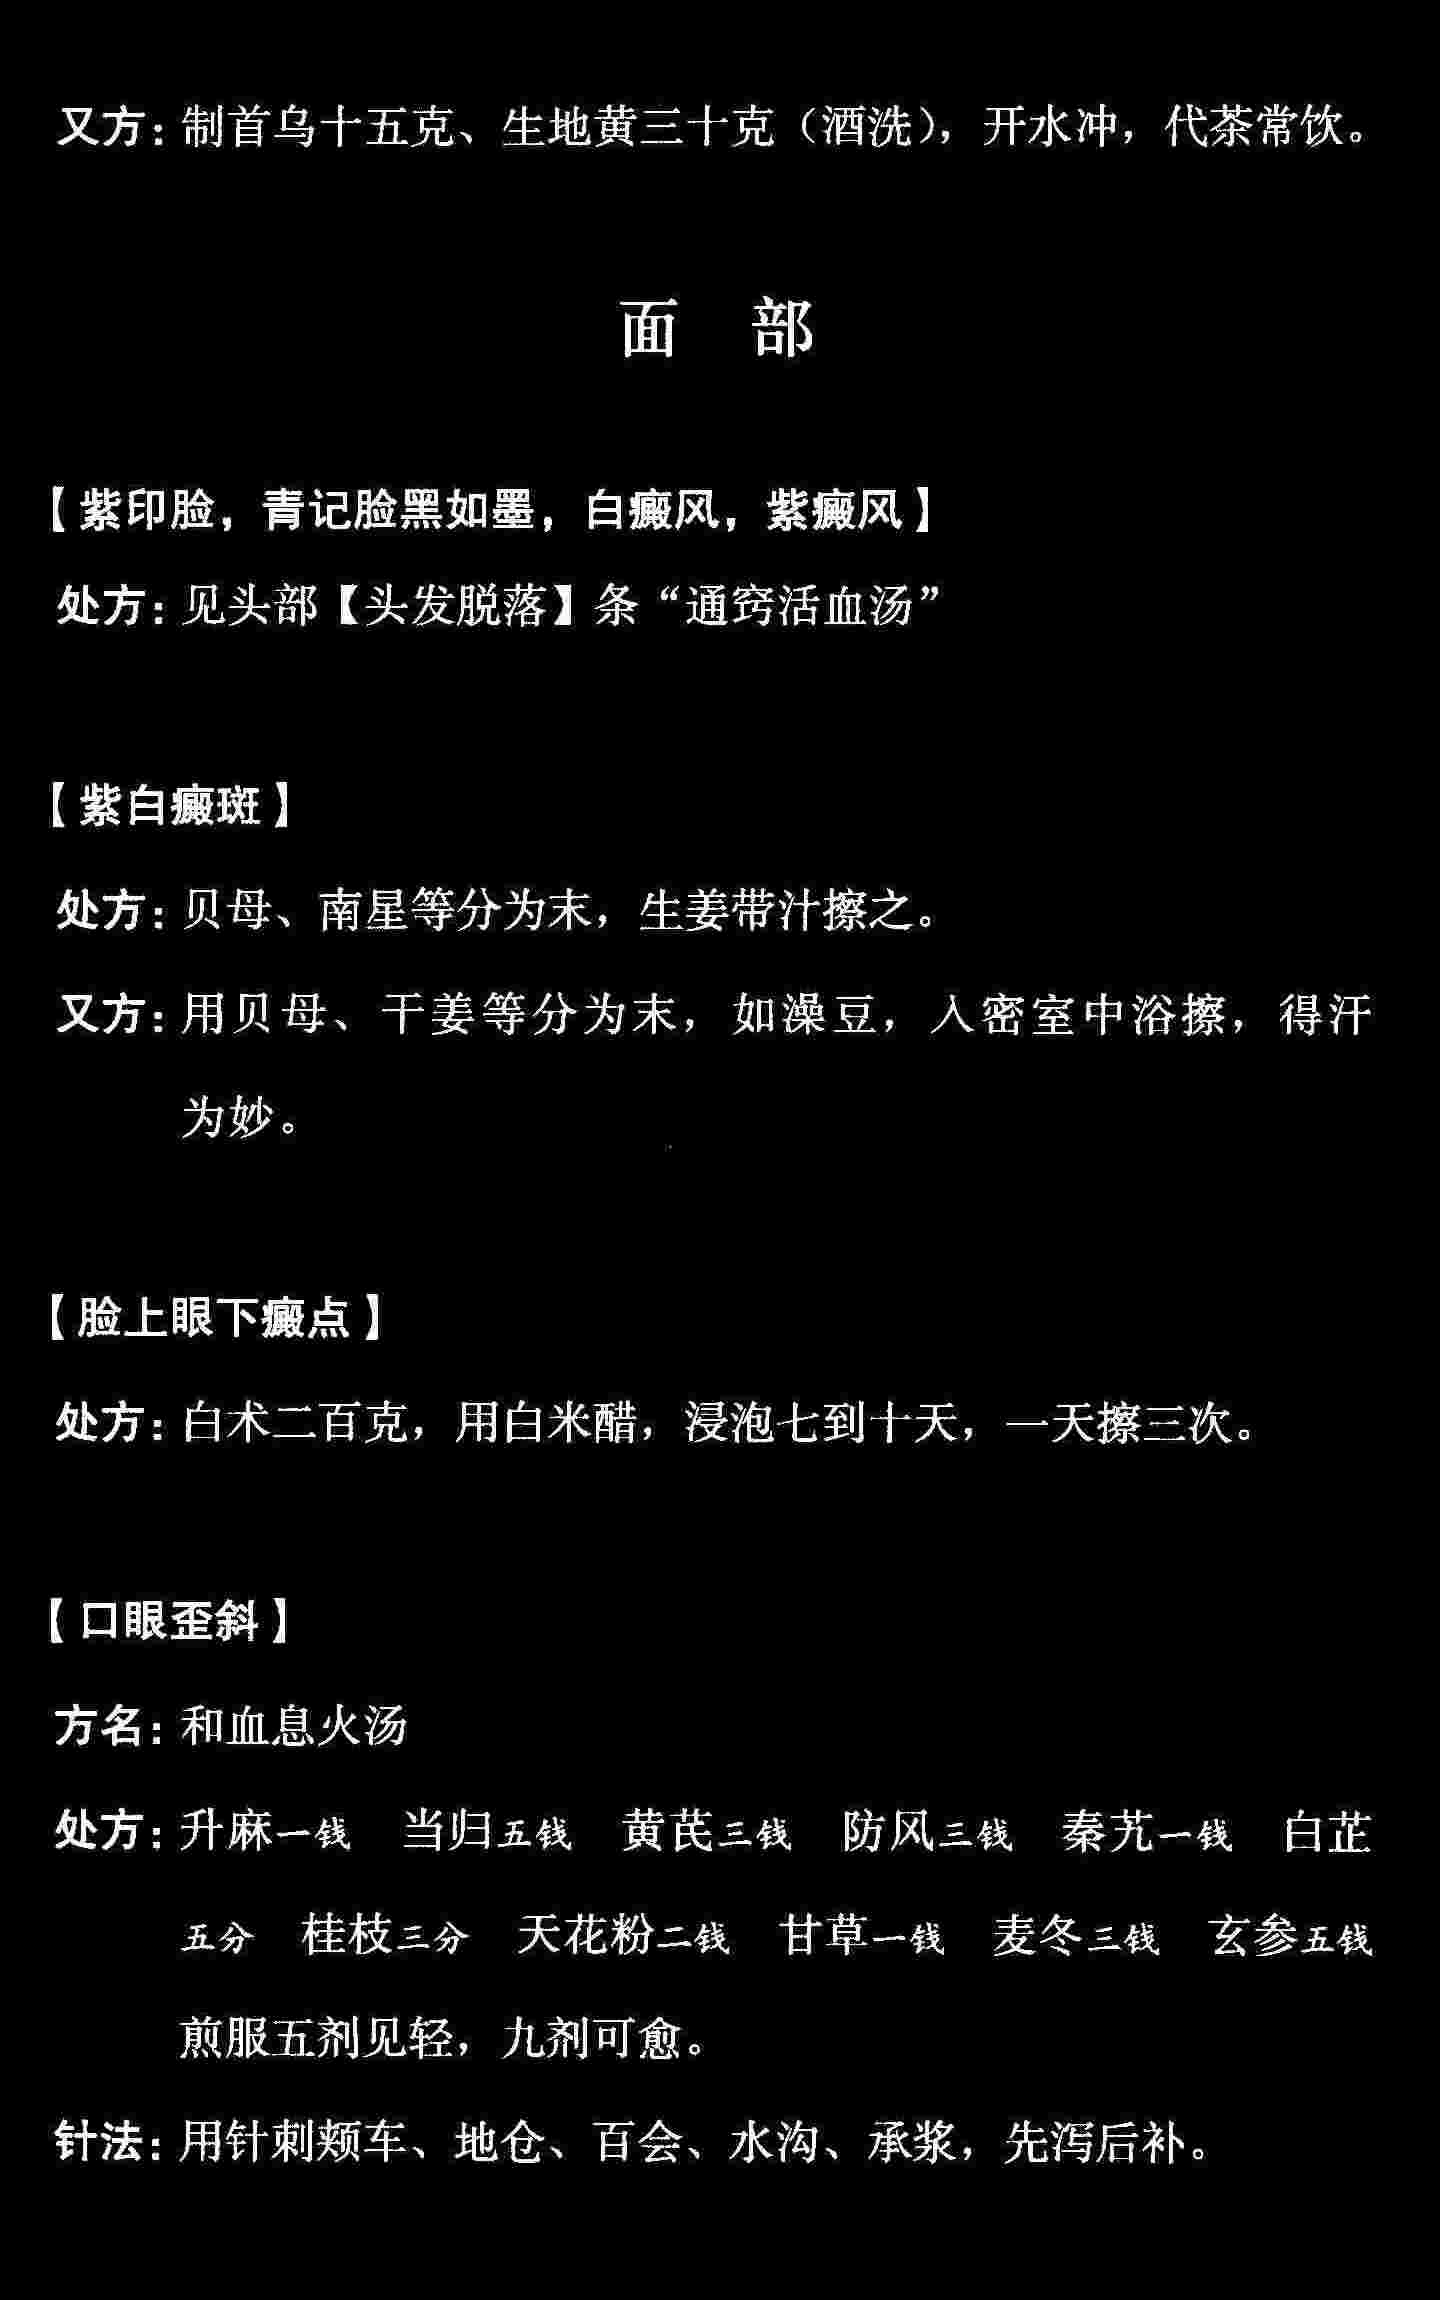 又方：制首乌十五克、生地黄三十克（酒洗），开水冲，代茶常饮。
面 部
【紫印脸，青记脸黑如墨，白癜风，紫癜风】
处方：见头部【头发脱落】条“通窍活血汤”
【紫白癜斑】
处方：贝母、南星等分为末，生姜带汁擦之。
又方：用贝母、干姜等分为末，如澡豆，入密室中浴擦，得汗
为妙。
【脸上眼下癜点】
处方：白术二百克，用白米醋，浸泡七到十天，一天擦三次。
【口眼歪斜】
方名：和血息火汤
处方：升麻一钱 当归五钱 黄芪三钱 防风三钱 秦艽一钱 白芷
五分 桂枝三分 天花粉二钱 甘草一钱 麦冬三钱 玄参五钱
煎服五剂见轻，九剂可愈。
针法：用针刺颊车、地仓、百会、水沟、承浆，先泻后补。